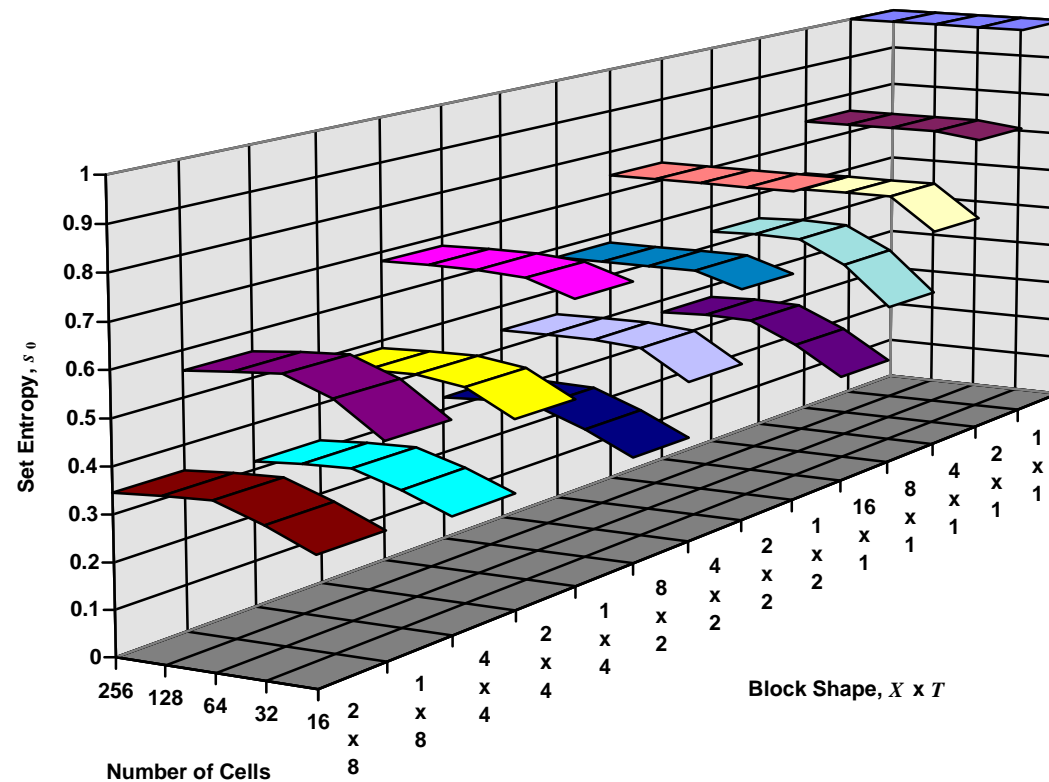 1
0.9
0.8
0.7
0.6
0.5
0.4
0.3
0.2
0.1
0
Set Entropy, s 0
256
128
64
32
16
Number of Cells
2 x 8
1 x 8
4 x 4
2 x 4
1 x 4
8 x 2
4 x 2
2 x 2
1 x 2
16 x 1
8 x 1
4 x 1
2 x 1
1 x 1
Block Shape, X x T